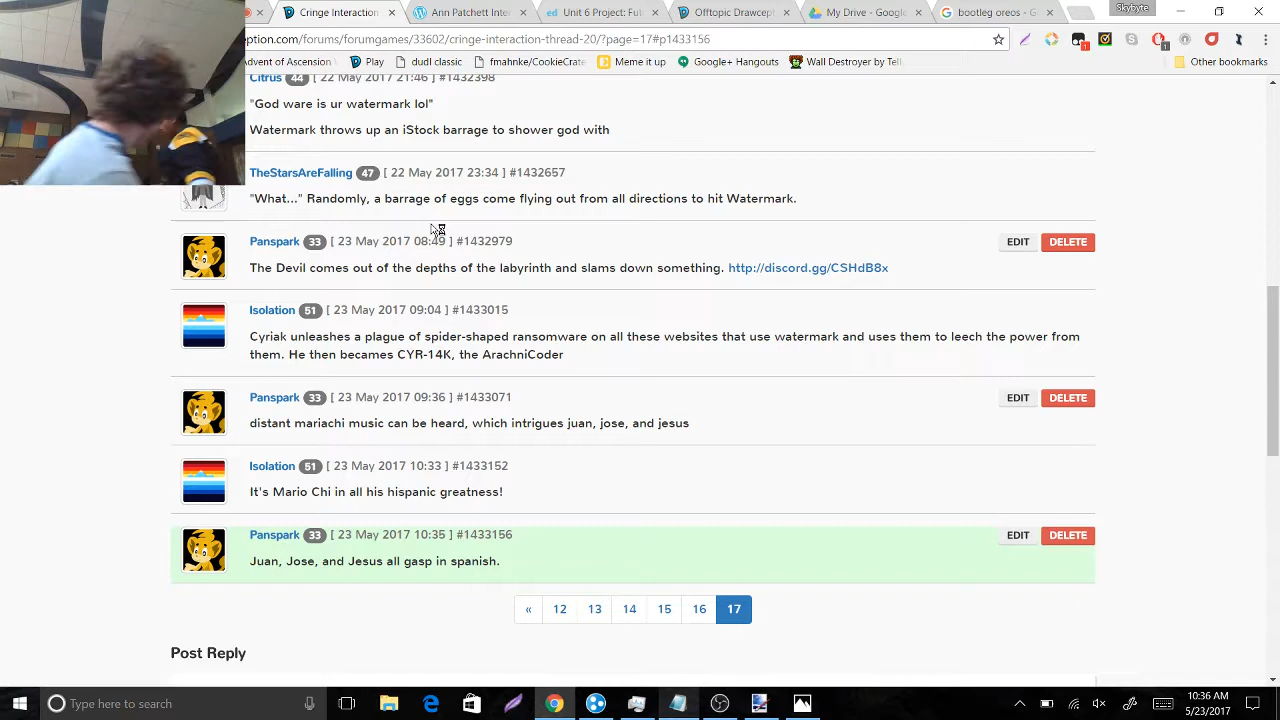 Cringe Interaction
Ann Patchett Inter
Unit 6 Project: Futu
Offtopic Drawcept
My Drive - Google
bootleg oreos - G
Skybyte
ption.com/forums/forumgames/33602/cringe-interaction-thread-20/?page=17#p1433156
dvent of Ascension
Play
dudl classic
fmahnke/CookieCrate
Meme it up
Google+ Hangouts
Wall Destroyer by Tell
Other bookmarks
Citrus 44 [ 22 May 2017 21:46 ] #1432398
"God ware is ur watermark lol"
Watermark throws up an iStock barrage to shower god with
TheStarsAreFalling 47 [ 22 May 2017 23:34 ] #1432657
"What..." Randomly, a barrage of eggs come flying out from all directions to hit Watermark.
Panspark 33 [ 23 May 2017 08:49 ] #1432979 EDIT DELETE
The Devil comes out of the depths of the labyrinth and slams down something. http://discord.gg/CSHdB8x
Isolation 51 [ 23 May 2017 09:04 ] #1433015
Cyriak unleashes a plague of spider-shaped ransomware on all these websites that use watermark and uses them to leech the power from
them. He then becames CYR-14K, the ArachniCoder
Panspark 33 [ 23 May 2017 09:36 ] #1433071 EDIT DELETE
distant mariachi music can be heard, which intrigues juan, jose, and jesus
Isolation 51 [ 23 May 2017 10:33 ] #1433152
It's Mario Chi in all his hispanic greatness!
Panspark 33 [ 23 May 2017 10:35 ] #1433156 EDIT DELETE
Juan, Jose, and Jesus all gasp in spanish.
« 12 13 14 15 16 17
Post Reply
Type here to search
10:36 AM
5/23/2017